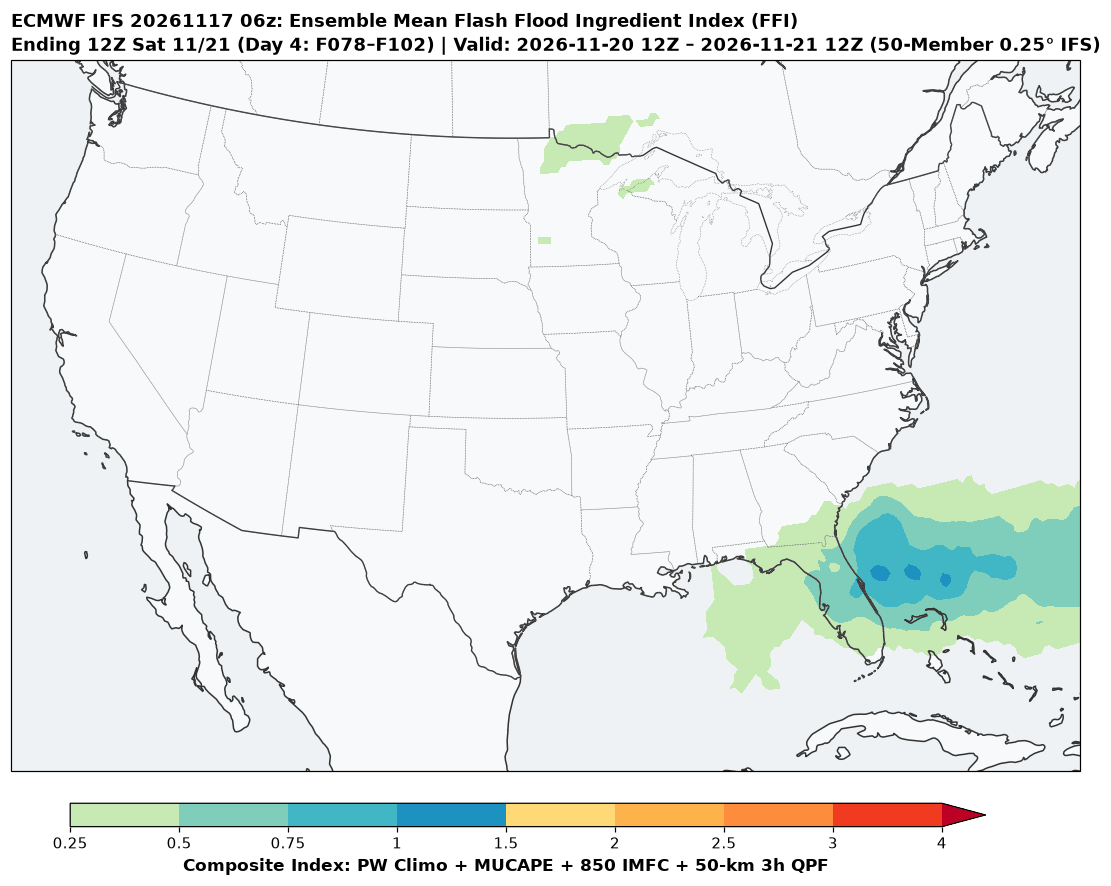 ECMWF IFS 20261117 06z: Ensemble Mean Flash Flood Ingredient Index (FFI)
Ending 12Z Sat 11/21 (Day 4: F078–F102) | Valid: 2026-11-20 12Z – 2026-11-21 12Z (50-Member 0.25° IFS)
0.25 0.5 0.75 1 1.5 2 2.5 3 4
Composite Index: PW Climo + MUCAPE + 850 IMFC + 50-km 3h QPF